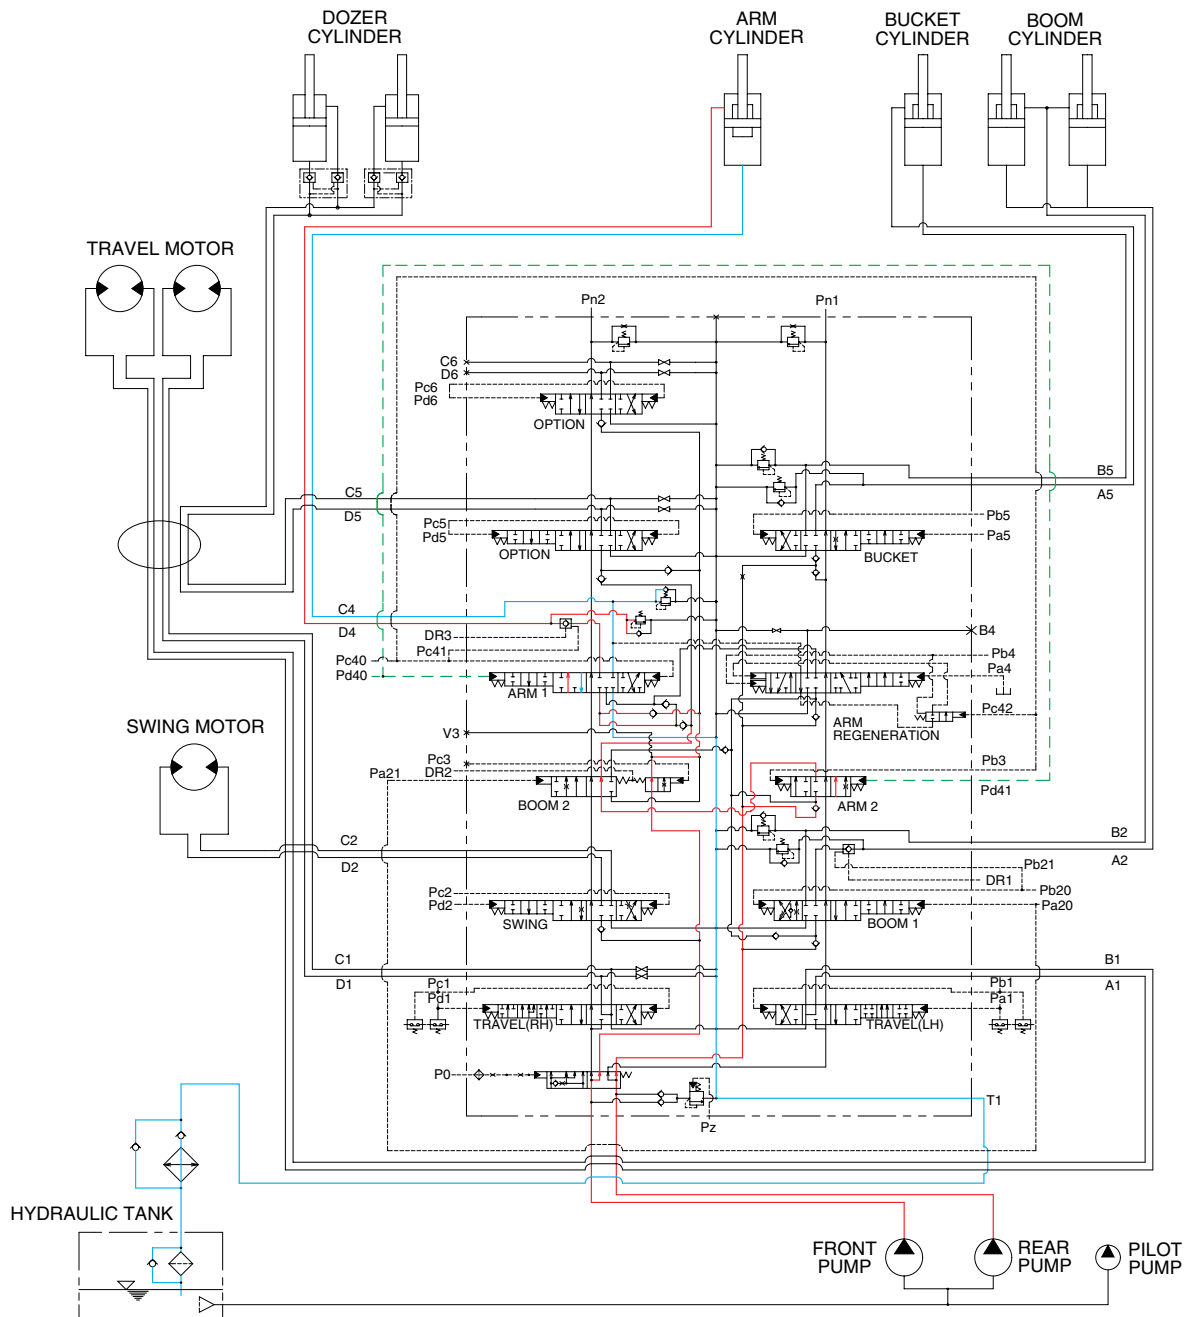 DOZER
CYLINDER
ARM
CYLINDER
BUCKET
CYLINDER
BOOM
CYLINDER
TRAVEL MOTOR
Pn2
Pn1
C6
D6
Pc6
Pd6
OPTION
B5
A5
C5
D5
Pc5
Pd5
OPTION
Pb5
Pa5
BUCKET
C4
D4
DR3
Pc41
Pc40
Pd40
ARM 1
B4
Pb4
Pa4
Pc42
ARM
REGENERATION
SWING MOTOR
V3
Pc3
DR2
Pa21
BOOM 2
Pb3
Pd41
ARM 2
B2
A2
C2
D2
Pb21
DR1
Pc2
Pd2
SWING
Pb20
Pa20
BOOM 1
C1
D1
B1
A1
Pc1
Pd1
TRAVEL(RH)
Pb1
Pa1
TRAVEL(LH)
P0
Pz
T1
HYDRAULIC TANK
FRONT
PUMP
REAR
PUMP
PILOT
PUMP